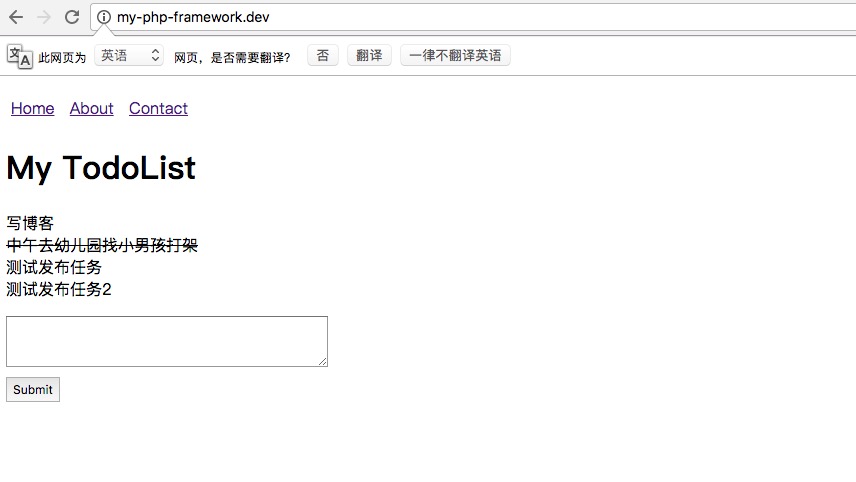 my-php-framework.dev
文A 此网页为 英语 网页，是否需要翻译？ 否 翻译 一律不翻译英语
Home About Contact
My TodoList
写博客
中午去幼儿园找小男孩打架
测试发布任务
测试发布任务2
Submit